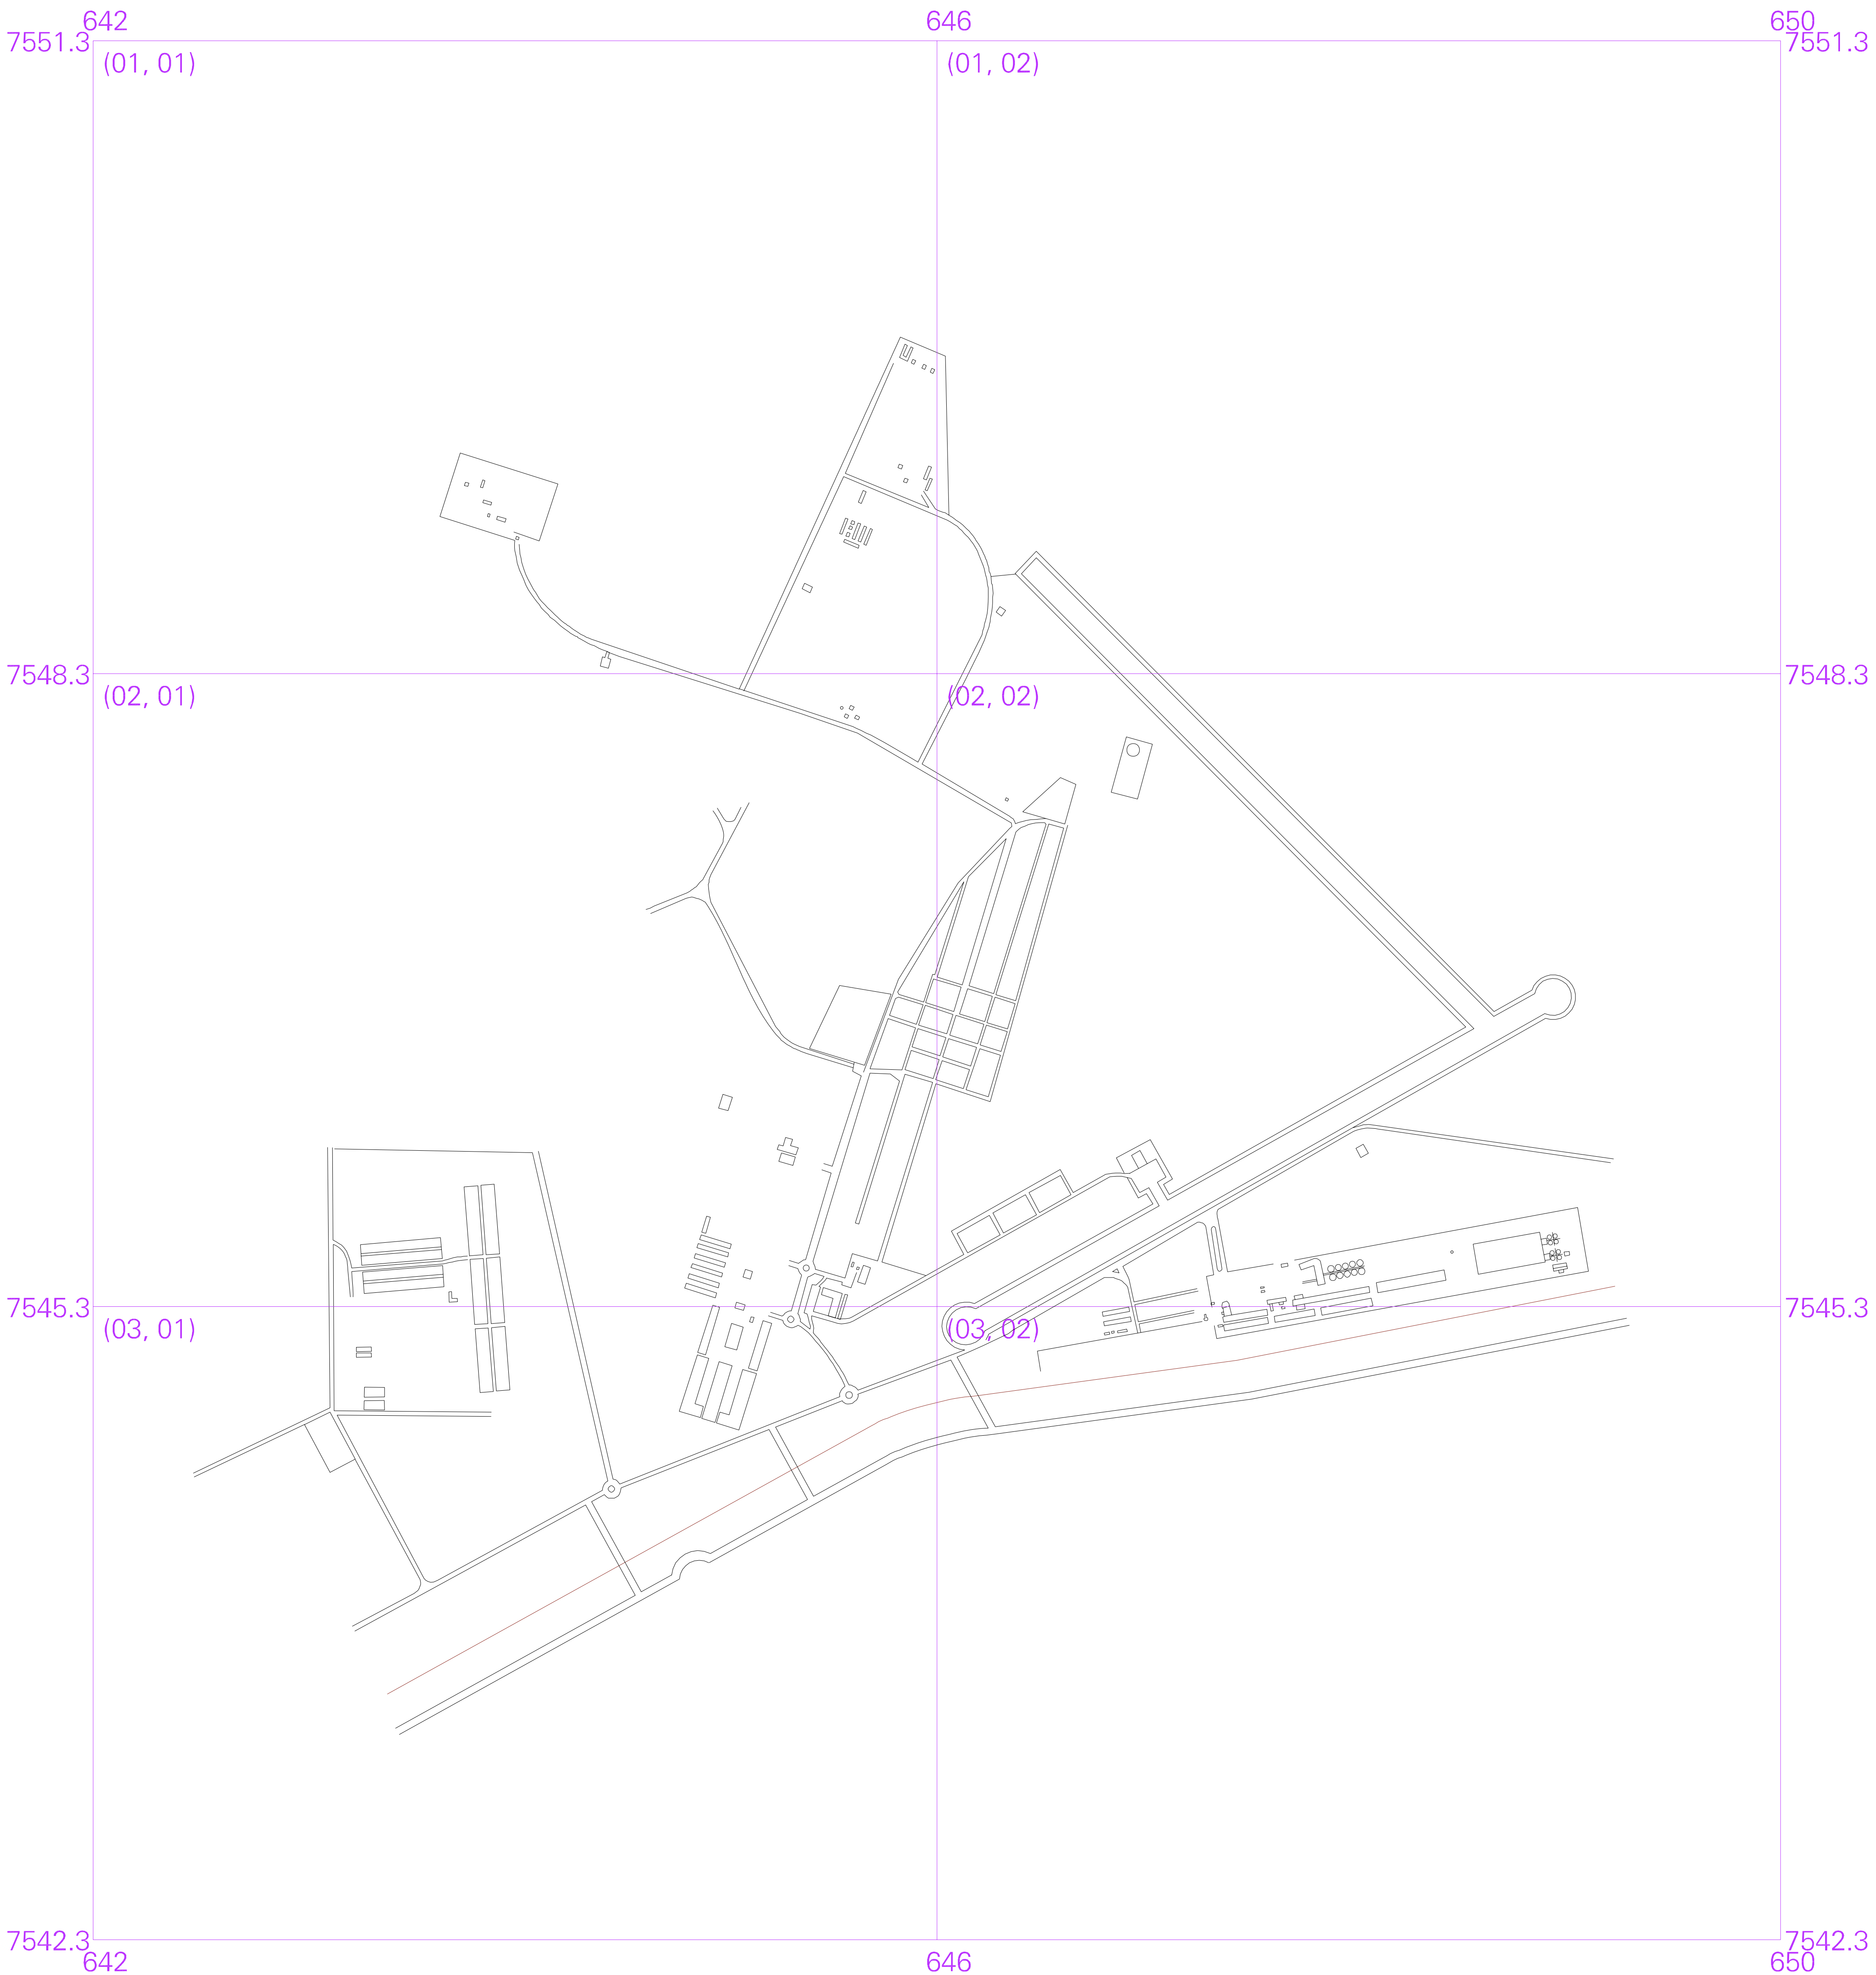 642 646 650
7551.3 7551.3
(01, 01) (01, 02)
7548.3 7548.3
(02, 01) (02, 02)
7545.3 7545.3
(03, 01) (03, 02)
7542.3 7542.3
642 646 650